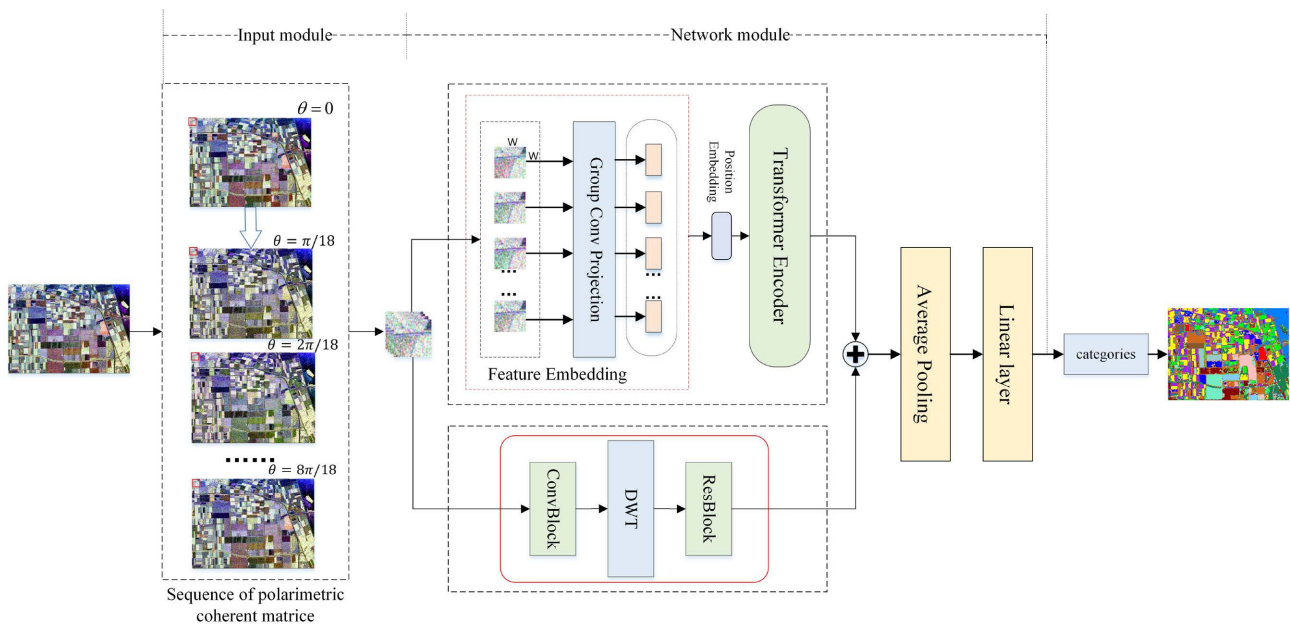 Input module
Network module
θ = 0
θ = π/18
θ = 2π/18
......
θ = 8π/18
Sequence of polarimetric
coherent matrice
W
W
...
...
Group Conv Projection
...
...
Feature Embedding
Position
Embedding
Transformer Encoder
ConvBlock
DWT
ResBlock
+
Average Pooling
Linear layer
categories